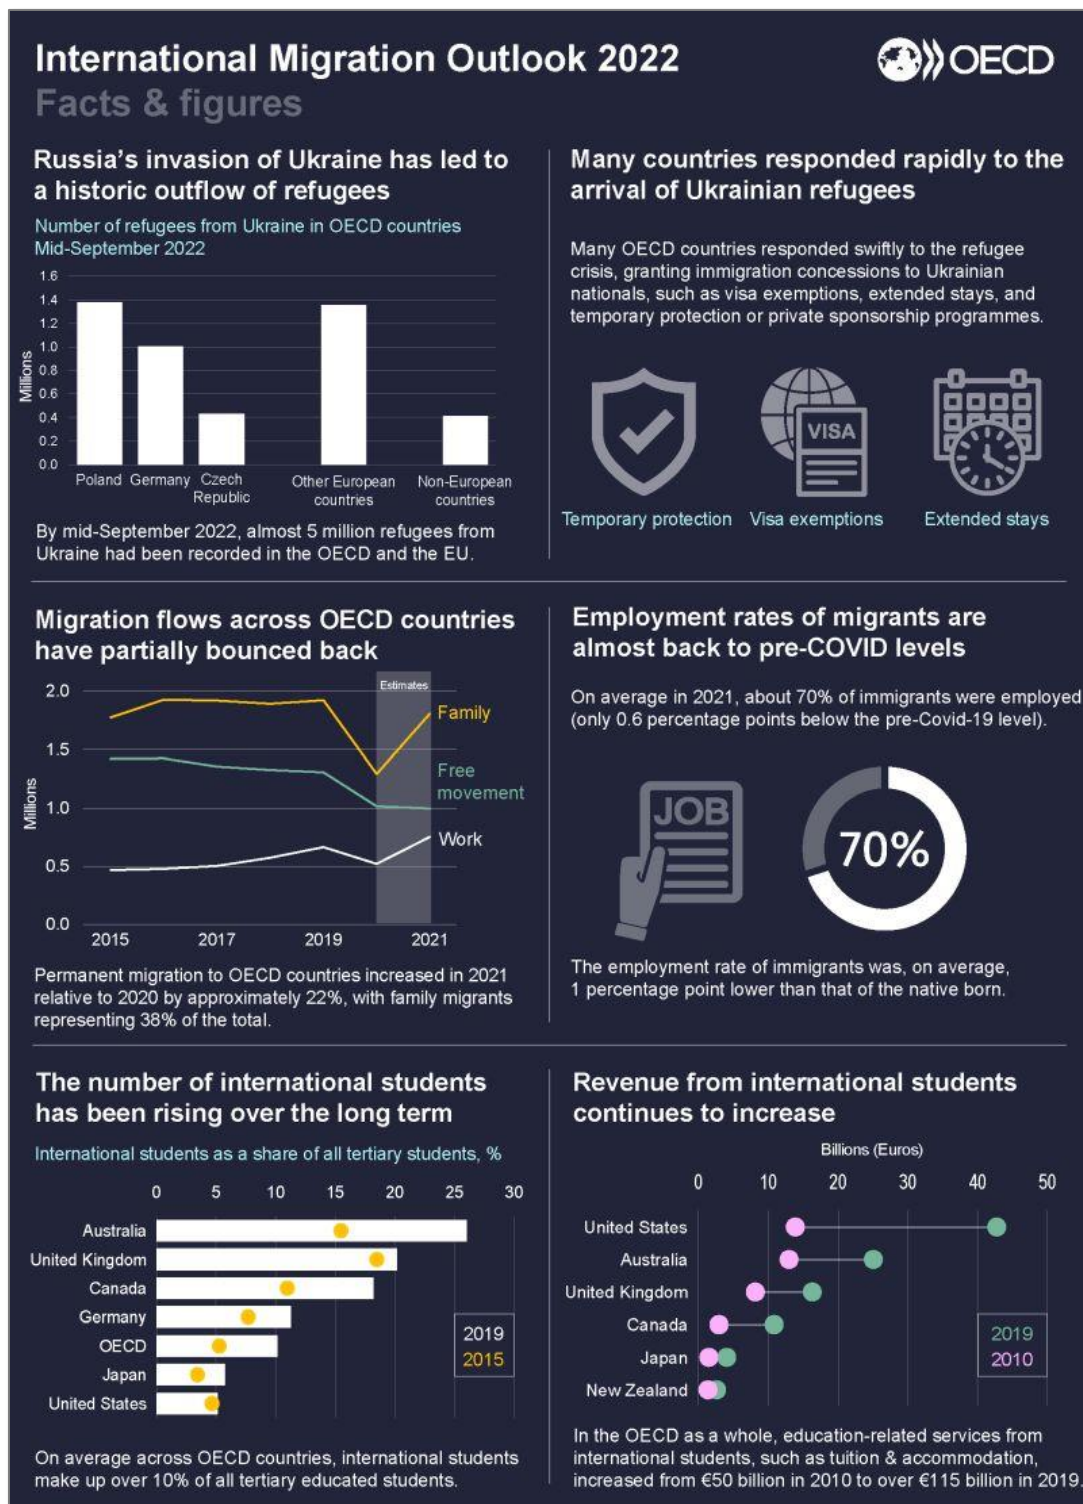 International Migration Outlook 2022
OECD
Facts & figures
Russia's invasion of Ukraine has led to
a historic outflow of refugees
Number of refugees from Ukraine in OECD countries
Mid-September 2022
1.6
1.4
1.2
1.0
0.8
0.6
0.4
0.2
0.0
Millions
Poland Germany Czech
Republic
Other European
countries
Non-European
countries
By mid-September 2022, almost 5 million refugees from
Ukraine had been recorded in the OECD and the EU.
Many countries responded rapidly to the
arrival of Ukrainian refugees
Many OECD countries responded swiftly to the refugee
crisis, granting immigration concessions to Ukrainian
nationals, such as visa exemptions, extended stays, and
temporary protection or private sponsorship programmes.
VISA
Temporary protection Visa exemptions Extended stays
Migration flows across OECD countries
have partially bounced back
2.0
1.5
1.0
0.5
0.0
Millions
Estimates
Family
Free
movement
Work
2015 2017 2019 2021
Permanent migration to OECD countries increased in 2021
relative to 2020 by approximately 22%, with family migrants
representing 38% of the total.
Employment rates of migrants are
almost back to pre-COVID levels
On average in 2021, about 70% of immigrants were employed
(only 0.6 percentage points below the pre-Covid-19 level).
JOB
70%
The employment rate of immigrants was, on average,
1 percentage point lower than that of the native born.
The number of international students
has been rising over the long term
International students as a share of all tertiary students, %
0 5 10 15 20 25 30
Australia
United Kingdom
Canada
Germany
OECD
Japan
United States
2019
2015
On average across OECD countries, international students
make up over 10% of all tertiary educated students.
Revenue from international students
continues to increase
Billions (Euros)
0 10 20 30 40 50
United States
Australia
United Kingdom
Canada
Japan
New Zealand
2019
2010
In the OECD as a whole, education-related services from
international students, such as tuition & accommodation,
increased from €50 billion in 2010 to over €115 billion in 2019